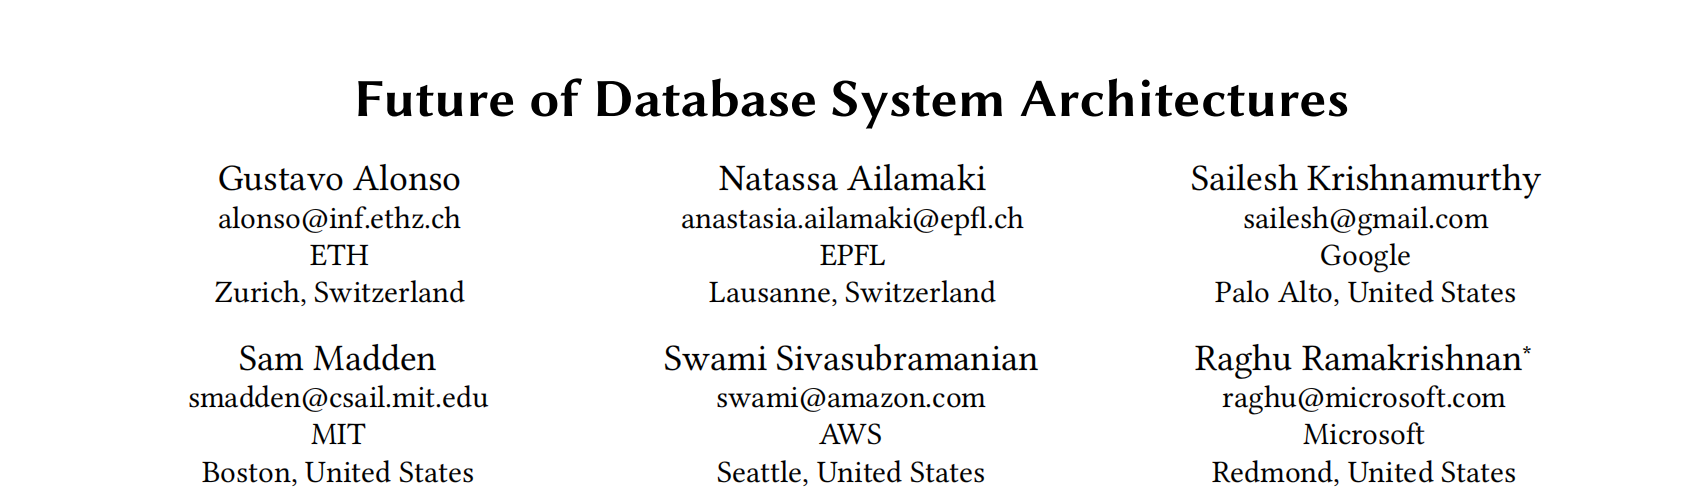 Future of Database System Architectures
Gustavo Alonso
alonso@inf.ethz.ch
ETH
Zurich, Switzerland
Natassa Ailamaki
anastasia.ailamaki@epfl.ch
EPFL
Lausanne, Switzerland
Sailesh Krishnamurthy
sailesh@gmail.com
Google
Palo Alto, United States
Sam Madden
smadden@csail.mit.edu
MIT
Boston, United States
Swami Sivasubramanian
swami@amazon.com
AWS
Seattle, United States
Raghu Ramakrishnan*
raghu@microsoft.com
Microsoft
Redmond, United States